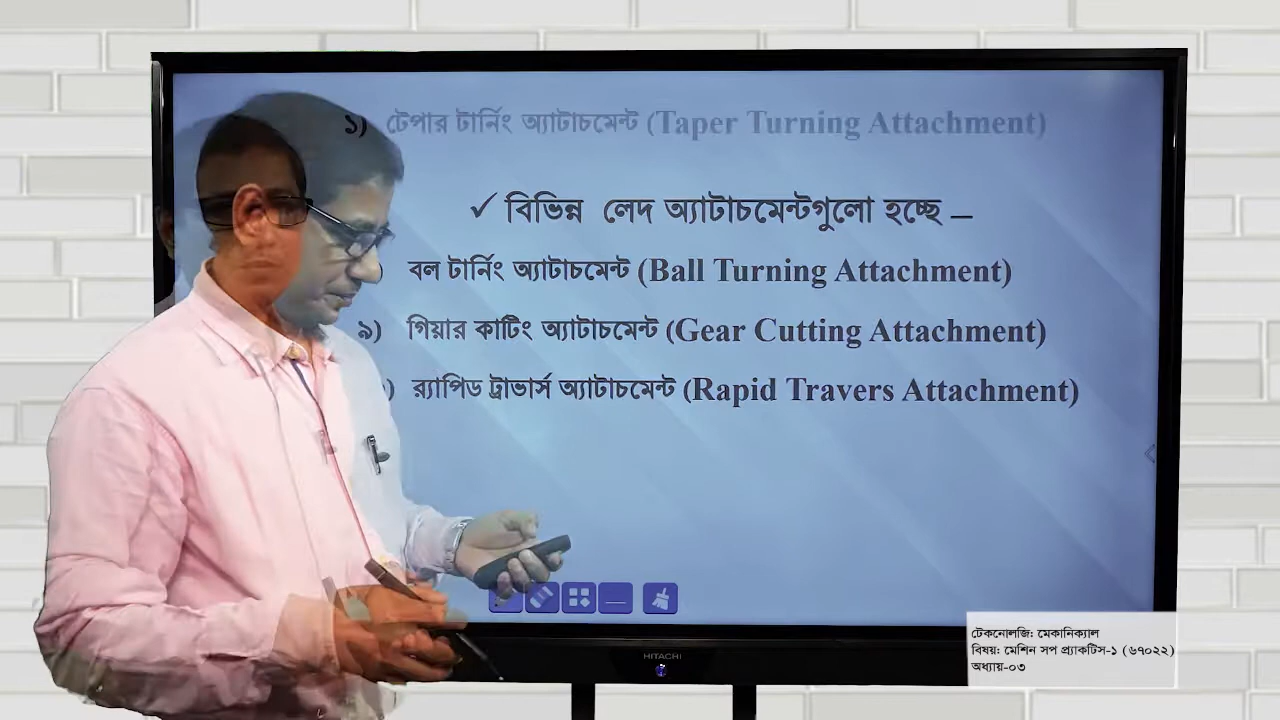 ১) টেপার টার্নিং অ্যাটাচমেন্ট (Taper Turning Attachment)
✓ বিভিন্ন লেদ অ্যাটাচমেন্টগুলো হচ্ছে –
) বল টার্নিং অ্যাটাচমেন্ট (Ball Turning Attachment)
৯) গিয়ার কাটিং অ্যাটাচমেন্ট (Gear Cutting Attachment)
) র‍্যাপিড ট্রাভার্স অ্যাটাচমেন্ট (Rapid Travers Attachment)
HITACHI
টেকনোলজি: মেকানিক্যাল
বিষয়: মেশিন সপ প্র্যাকটিস-১ (৬৭০২২)
অধ্যায়-০৩